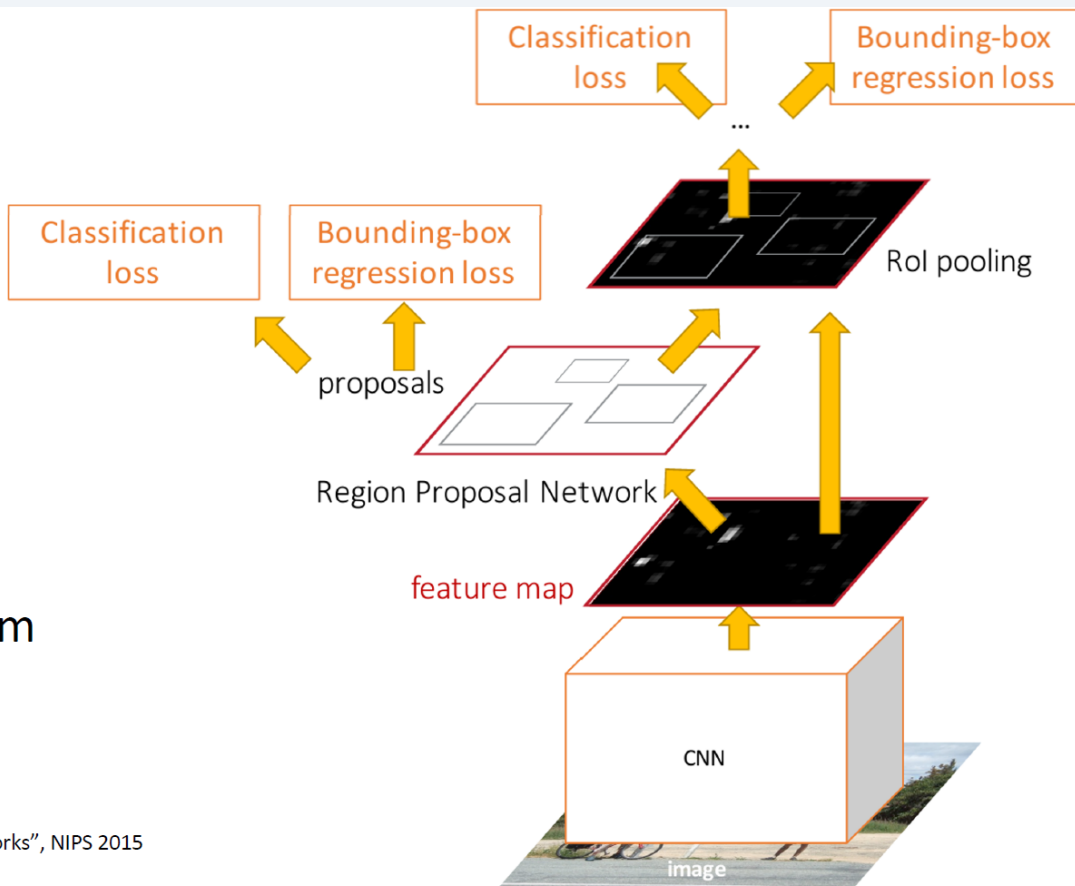 Classification
loss
Bounding-box
regression loss
...
Classification
loss
Bounding-box
regression loss
RoI pooling
proposals
Region Proposal Network
feature map
m
CNN
orks”, NIPS 2015
image